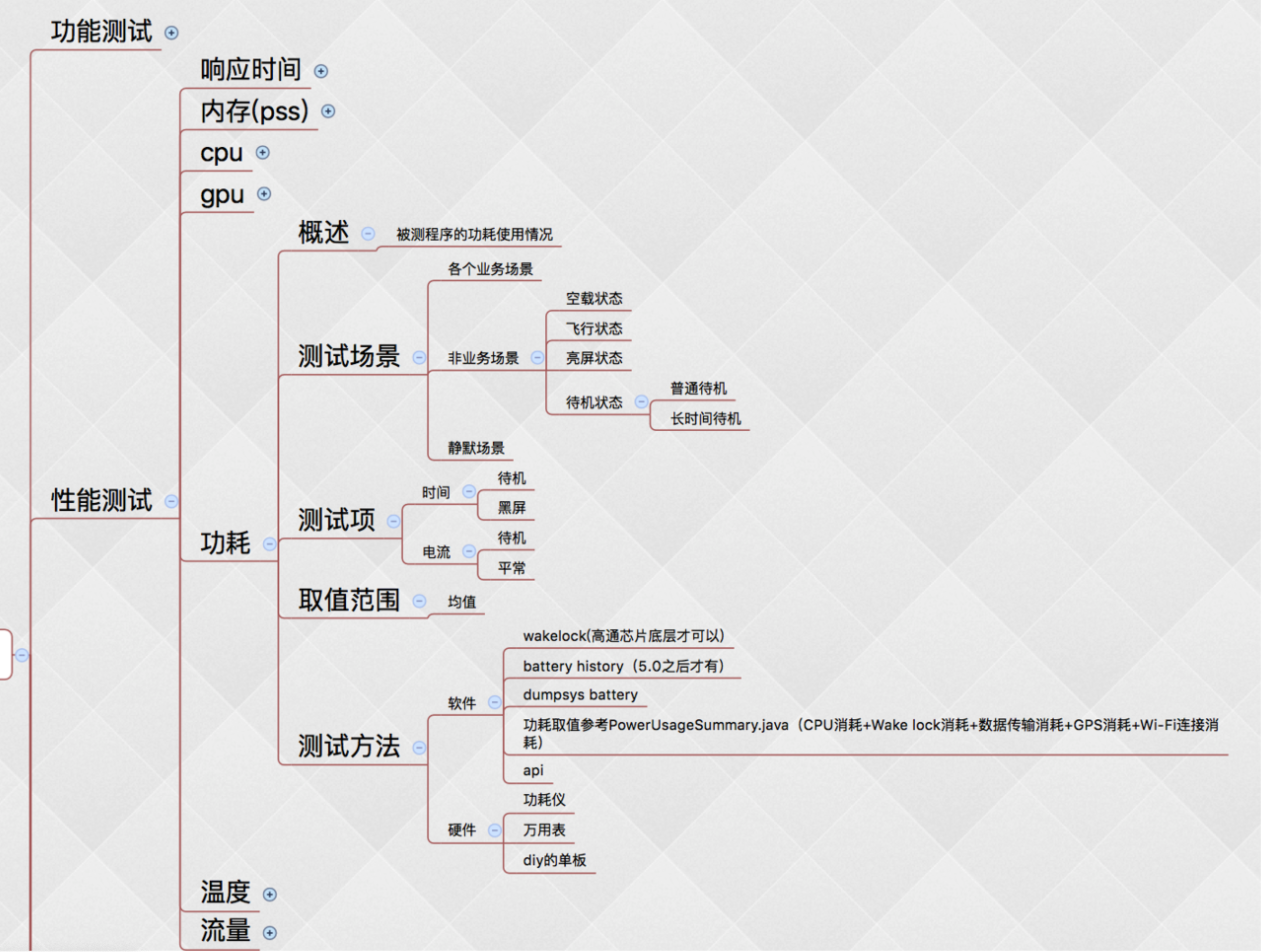 功能测试
响应时间
内存(pss)
cpu
gpu
概述
被测程序的功耗使用情况
各个业务场景
空载状态
飞行状态
测试场景
非业务场景
亮屏状态
普通待机
待机状态
长时间待机
静默场景
待机
时间
性能测试
黑屏
测试项
待机
功耗
电流
平常
取值范围
均值
wakelock(高通芯片底层才可以)
battery history（5.0之后才有）
dumpsys battery
软件
功耗取值参考PowerUsageSummary.java（CPU消耗+Wake lock消耗+数据传输消耗+GPS消耗+Wi-Fi连接消
耗）
测试方法
api
功耗仪
硬件
万用表
diy的单板
温度
流量